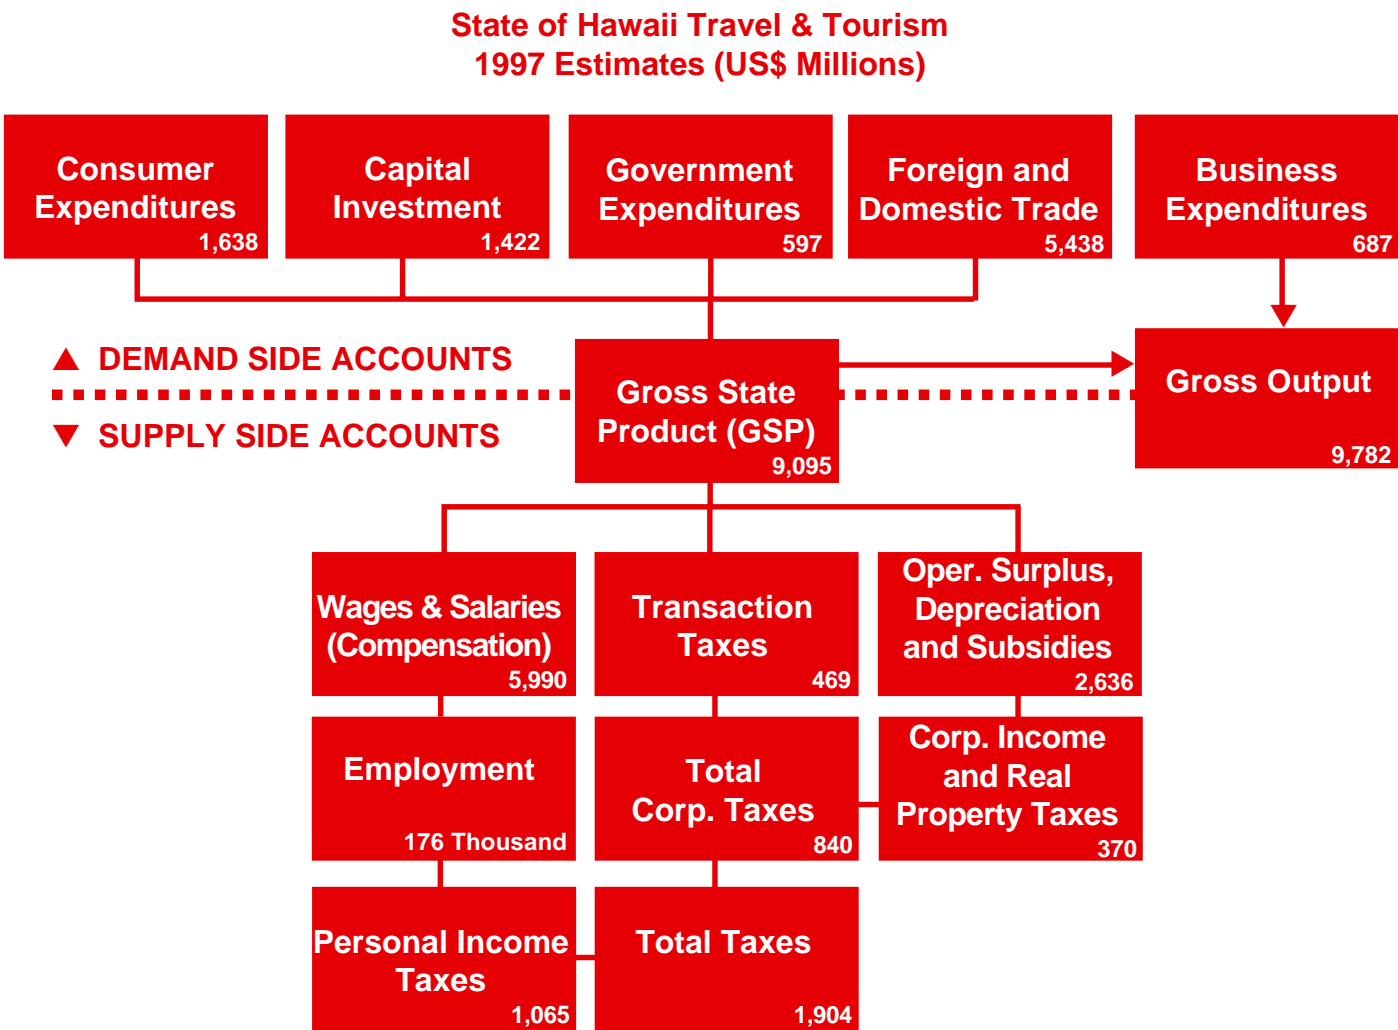 State of Hawaii Travel & Tourism
1997 Estimates (US$ Millions)
Consumer
Expenditures
1,638
Capital
Investment
1,422
Government
Expenditures
597
Foreign and
Domestic Trade
5,438
Business
Expenditures
687
▲ DEMAND SIDE ACCOUNTS
▼ SUPPLY SIDE ACCOUNTS
Gross State
Product (GSP)
9,095
Gross Output
9,782
Wages & Salaries
(Compensation)
5,990
Transaction
Taxes
469
Oper. Surplus,
Depreciation
and Subsidies
2,636
Employment
176 Thousand
Total
Corp. Taxes
840
Corp. Income
and Real
Property Taxes
370
Personal Income
Taxes
1,065
Total Taxes
1,904